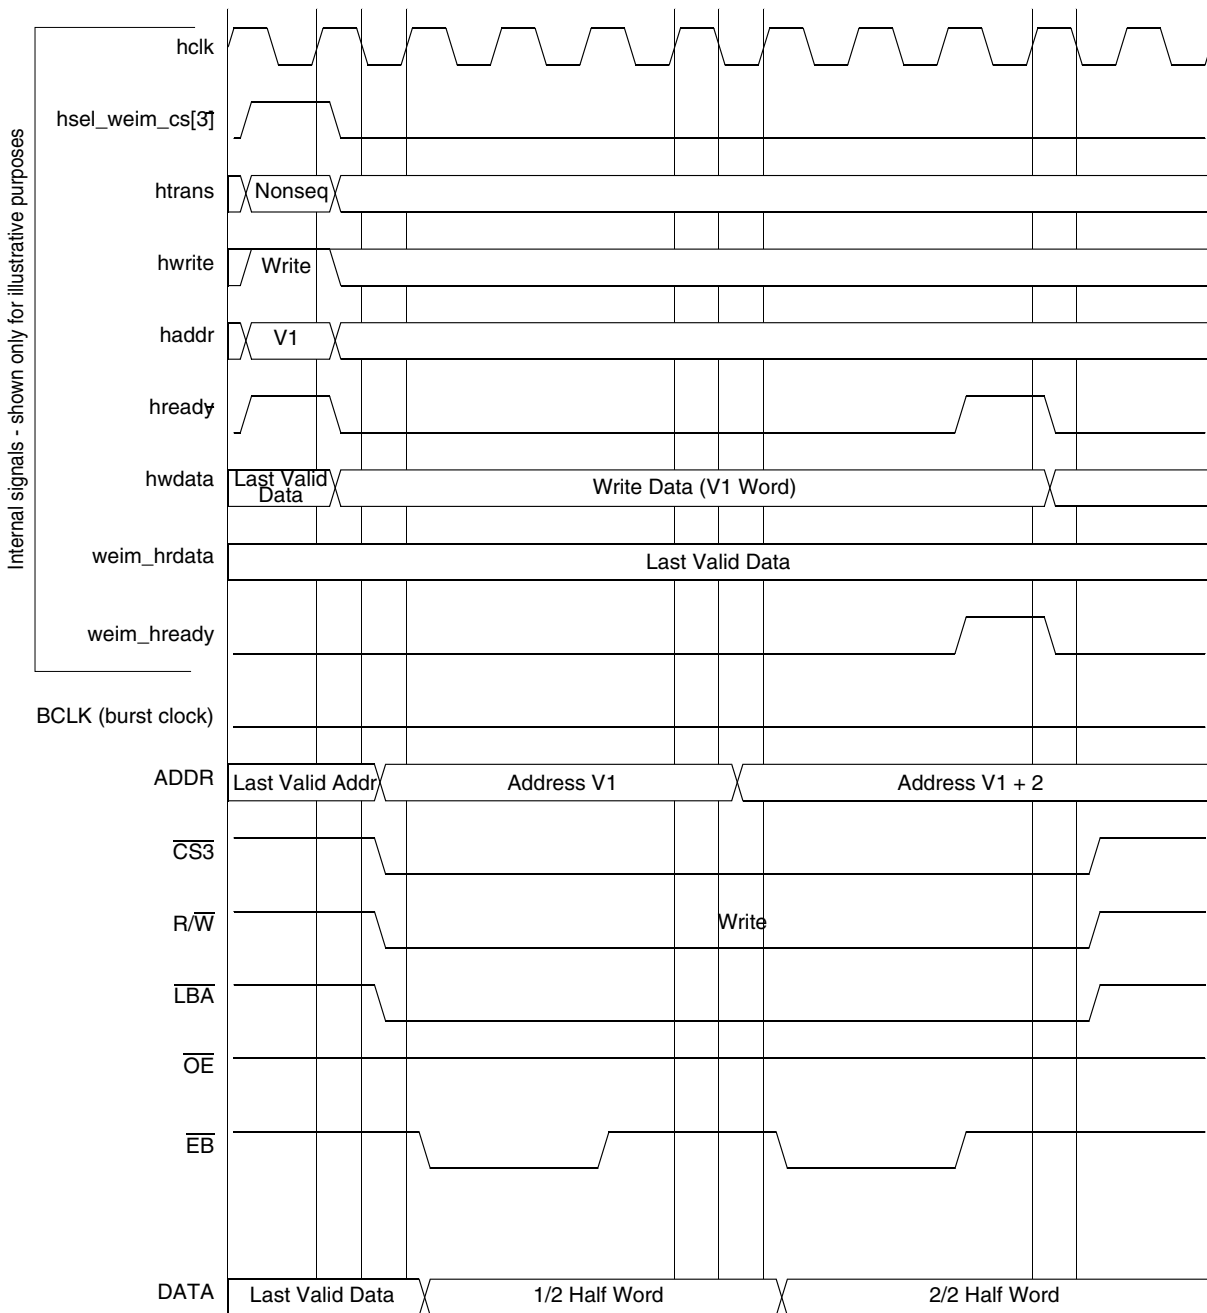 Internal signals - shown only for illustrative purposes
hclk
hsel_weim_cs[3]
htrans
Nonseq
hwrite
Write
haddr
V1
hready
hwdata
Last Valid
Data
Write Data (V1 Word)
weim_hrdata
Last Valid Data
weim_hready
BCLK (burst clock)
ADDR
Last Valid Addr
Address V1
Address V1 + 2
CS3
R/W
Write
LBA
OE
EB
DATA
Last Valid Data
1/2 Half Word
2/2 Half Word